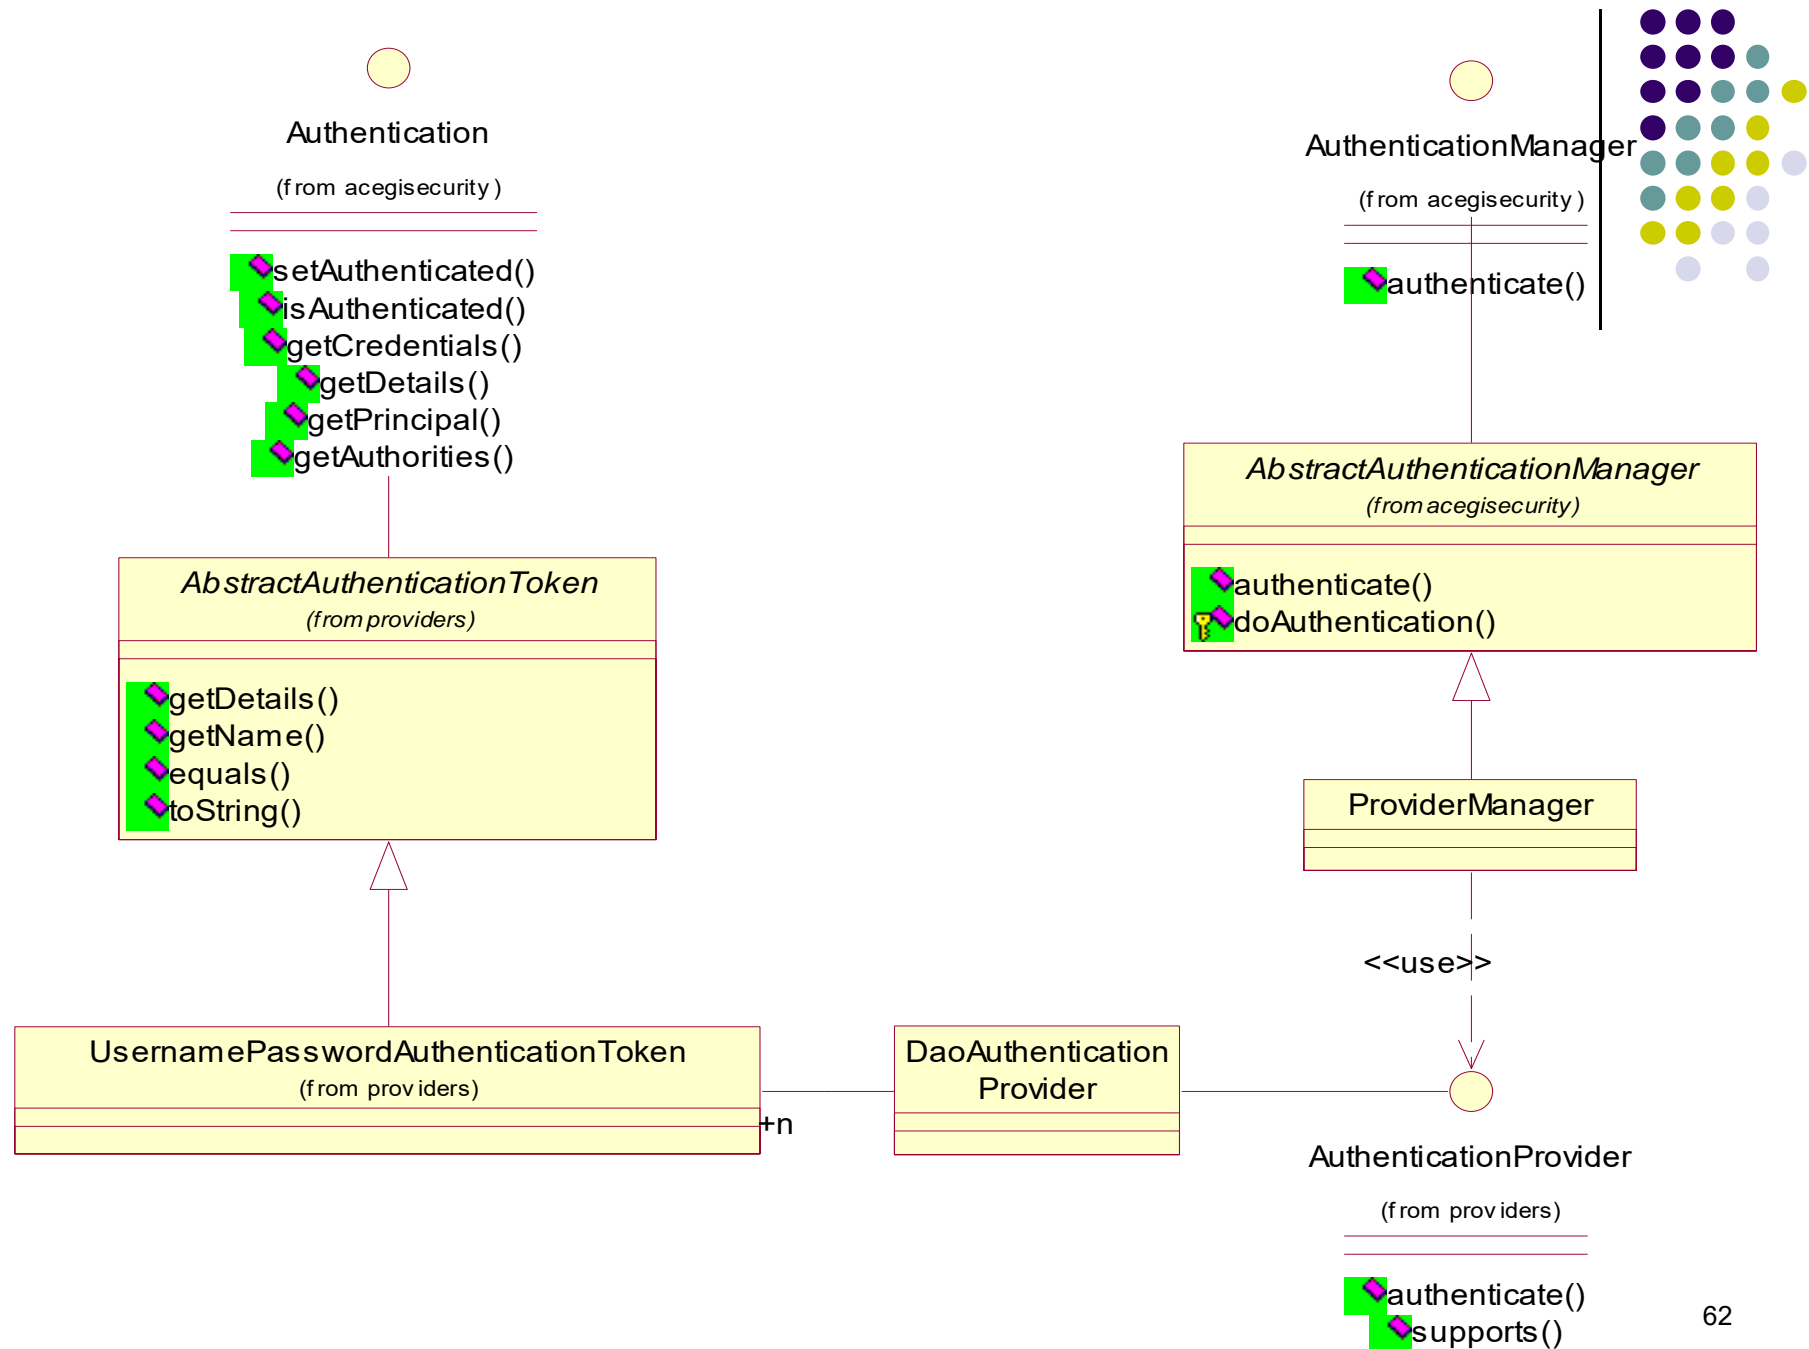 Authentication
(from acegisecurity)
setAuthenticated()
isAuthenticated()
getCredentials()
getDetails()
getPrincipal()
getAuthorities()
AbstractAuthenticationToken
(from providers)
getDetails()
getName()
equals()
toString()
UsernamePasswordAuthenticationToken
(from providers)
+n
DaoAuthentication
Provider
AuthenticationManager
(from acegisecurity)
authenticate()
AbstractAuthenticationManager
(from acegisecurity)
authenticate()
doAuthentication()
ProviderManager
<<use>>
AuthenticationProvider
(from providers)
authenticate()
supports()
62